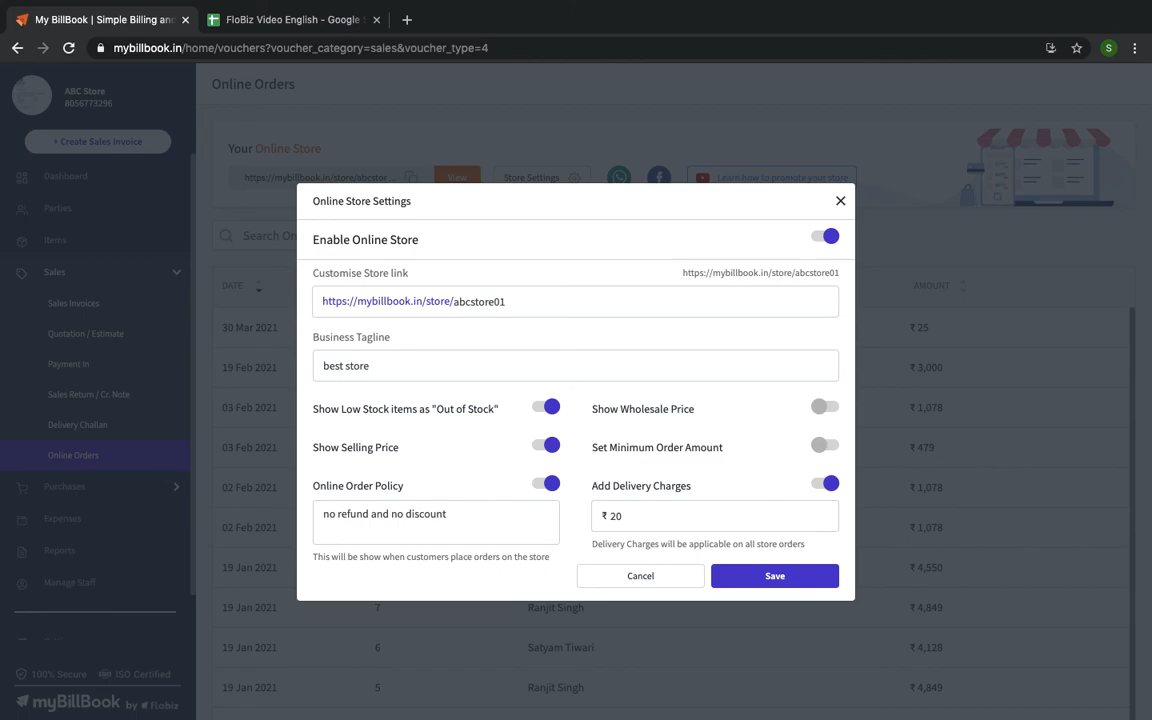 My BillBook | Simple Billing and
FloBiz Video English - Google
mybillbook.in/home/vouchers?voucher_category=sales&voucher_type=4
S
ABC Store
8056773296
+ Create Sales Invoice
Dashboard
Parties
Items
Sales
Sales Invoices
Quotation / Estimate
Payment In
Sales Return / Cr. Note
Delivery Challan
Online Orders
Purchases
Expenses
Reports
Manage Staff
100% Secure
ISO Certified
myBillBook by flobiz
Online Orders
Your Online Store
https://mybillbook.in/store/abcstor...
View
Store Settings
Learn how to promote your store
Search On
DATE
AMOUNT
30 Mar 2021 ₹ 25
19 Feb 2021 ₹ 3,000
03 Feb 2021 ₹ 1,078
03 Feb 2021 ₹ 479
02 Feb 2021 ₹ 1,078
02 Feb 2021 ₹ 1,078
19 Jan 2021 ₹ 4,550
19 Jan 2021 7 Ranjit Singh ₹ 4,849
19 Jan 2021 6 Satyam Tiwari ₹ 4,128
19 Jan 2021 5 Ranjit Singh ₹ 4,849
Online Store Settings
Enable Online Store
Customise Store link
https://mybillbook.in/store/abcstore01
https://mybillbook.in/store/abcstore01
Business Tagline
best store
Show Low Stock items as "Out of Stock"
Show Wholesale Price
Show Selling Price
Set Minimum Order Amount
Online Order Policy
Add Delivery Charges
no refund and no discount
₹ 20
This will be show when customers place orders on the store
Delivery Charges will be applicable on all store orders
Cancel
Save